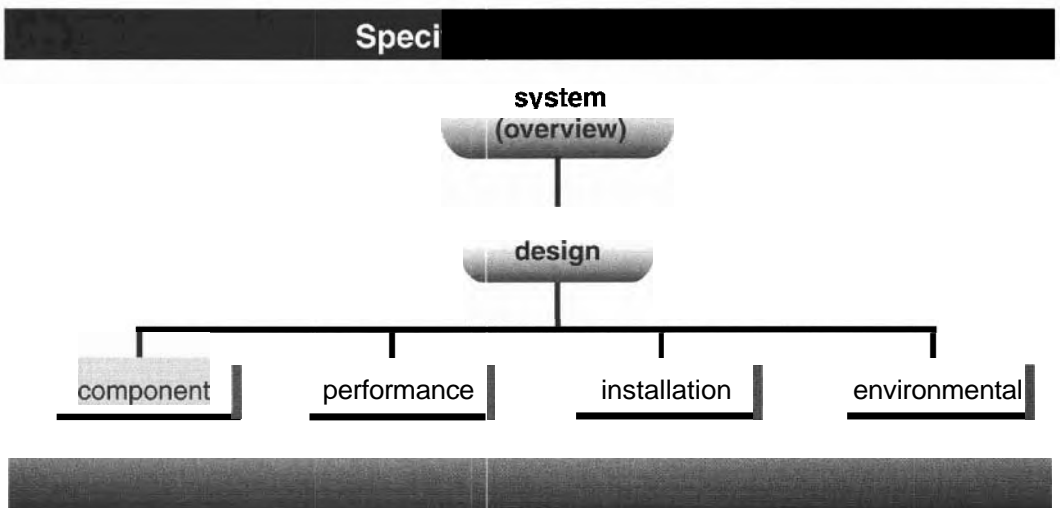 Speci
system
(overview)
design
component performance installation environmental